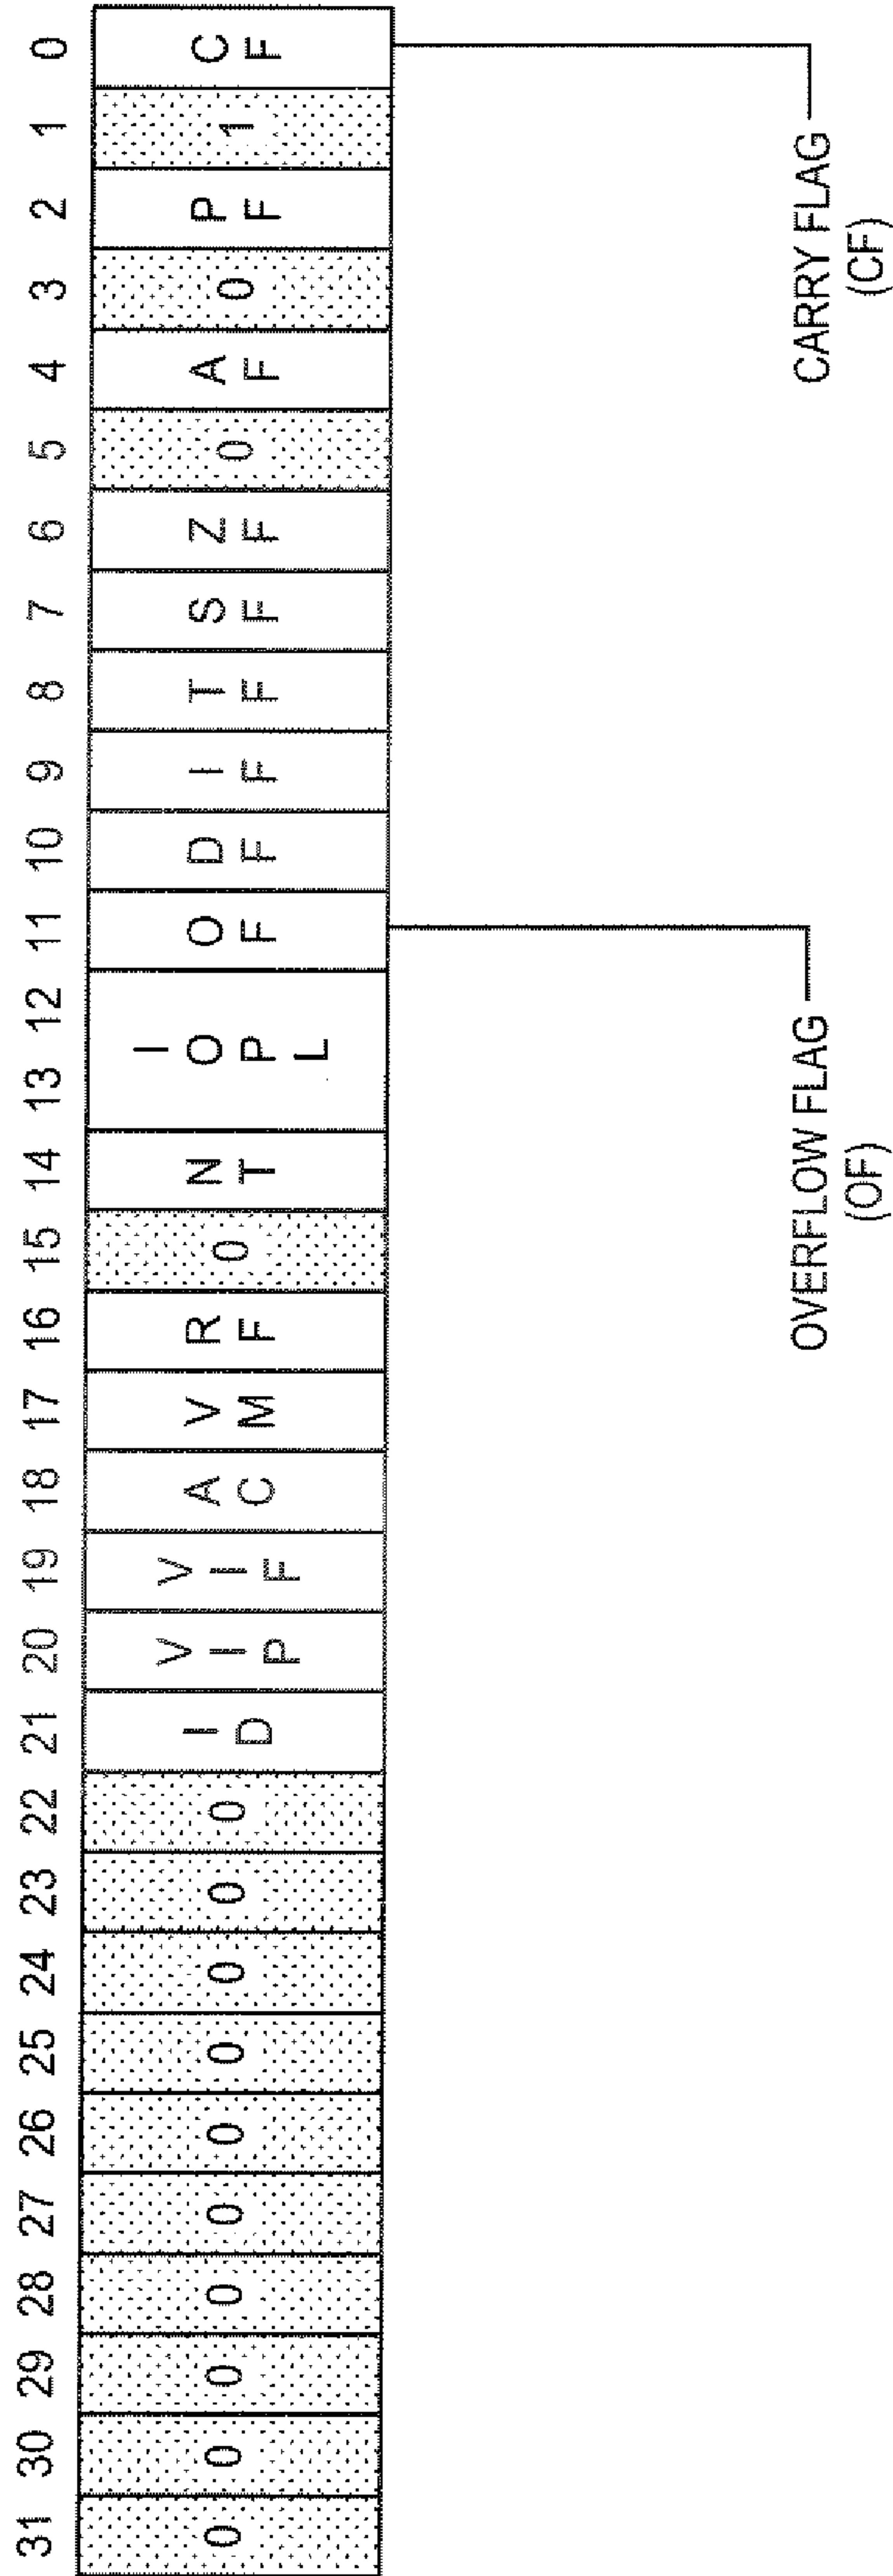 31 30 29 28 27 26 25 24 23 22 21 20 19 18 17 16 15 14 13 12 11 10 9 8 7 6 5 4 3 2 1 0
0 0 0 0 0 0 0 0 0 0 ID VIP VIF AC VM RF 0 NT IOPL OF DF IF TF SF ZF 0 AF 0 PF 1 CF
OVERFLOW FLAG
(OF)
CARRY FLAG
(CF)